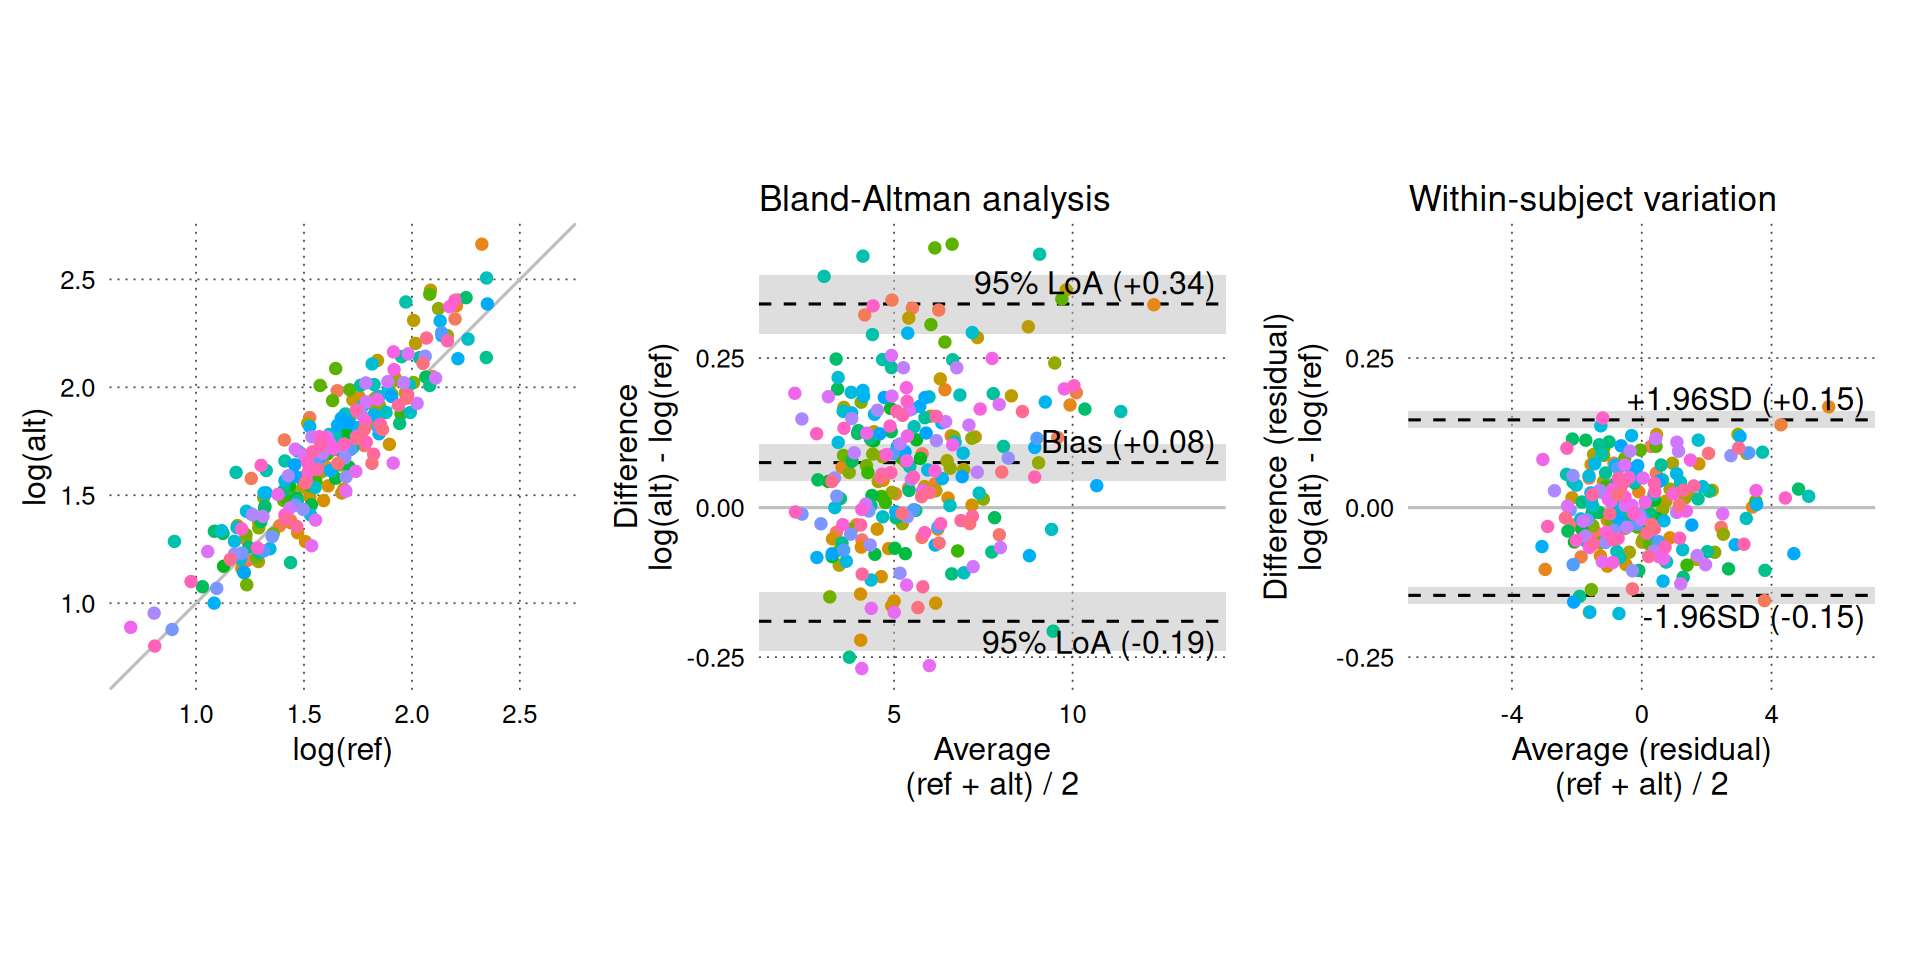 2.5
2.0
1.5
1.0
1.0 1.5 2.0 2.5
log(ref)
log(alt)
Bland-Altman analysis
95% LoA (+0.34)
Bias (+0.08)
95% LoA (-0.19)
0.25
0.00
-0.25
5 10
Average
(ref + alt) / 2
Difference
log(alt) - log(ref)
Within-subject variation
+1.96SD (+0.15)
-1.96SD (-0.15)
0.25
0.00
-0.25
-4 0 4
Average (residual)
(ref + alt) / 2
Difference (residual)
log(alt) - log(ref)